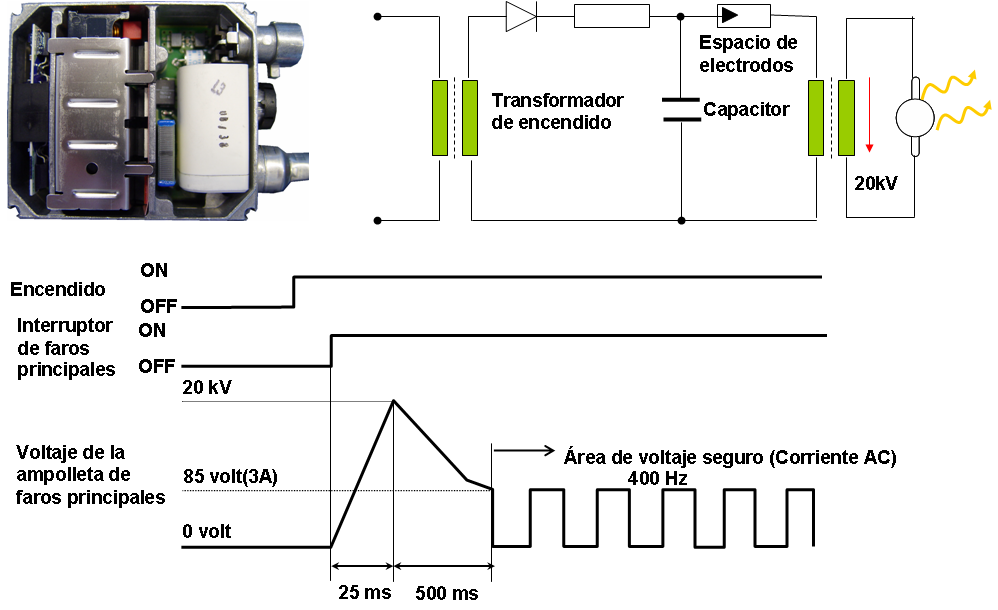 Espacio de
electrodos
Transformador
de encendido
Capacitor
20kV
Encendido
ON
OFF
Interruptor
de faros
principales
ON
OFF
20 kV
Voltaje de la
ampolleta de
faros principales
85 volt(3A)
0 volt
Área de voltaje seguro (Corriente AC)
400 Hz
25 ms
500 ms